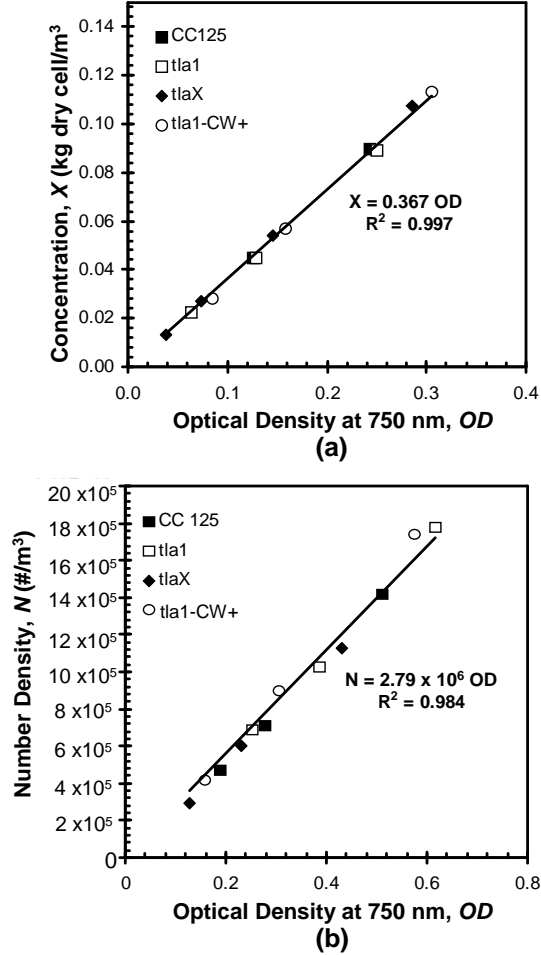 0.14
0.12
0.10
0.08
0.06
0.04
0.02
0.00
Concentration, X (kg dry cell/m³
CC125
tla1
tlaX
tla1-CW+
X = 0.367 OD
R² = 0.997
0.0 0.1 0.2 0.3 0.4
Optical Density at 750 nm, OD
(a)
20 x10⁵
18 x10⁵
16 x10⁵
14 x10⁵
12 x10⁵
10 x10⁵
8 x10⁵
6 x10⁵
4 x10⁵
2 x10⁵
0
Number Density, N (#/m³)
CC 125
tla1
tlaX
tla1-CW+
N = 2.79 x 10⁶ OD
R² = 0.984
0 0.2 0.4 0.6 0.8
Optical Density at 750 nm, OD
(b)